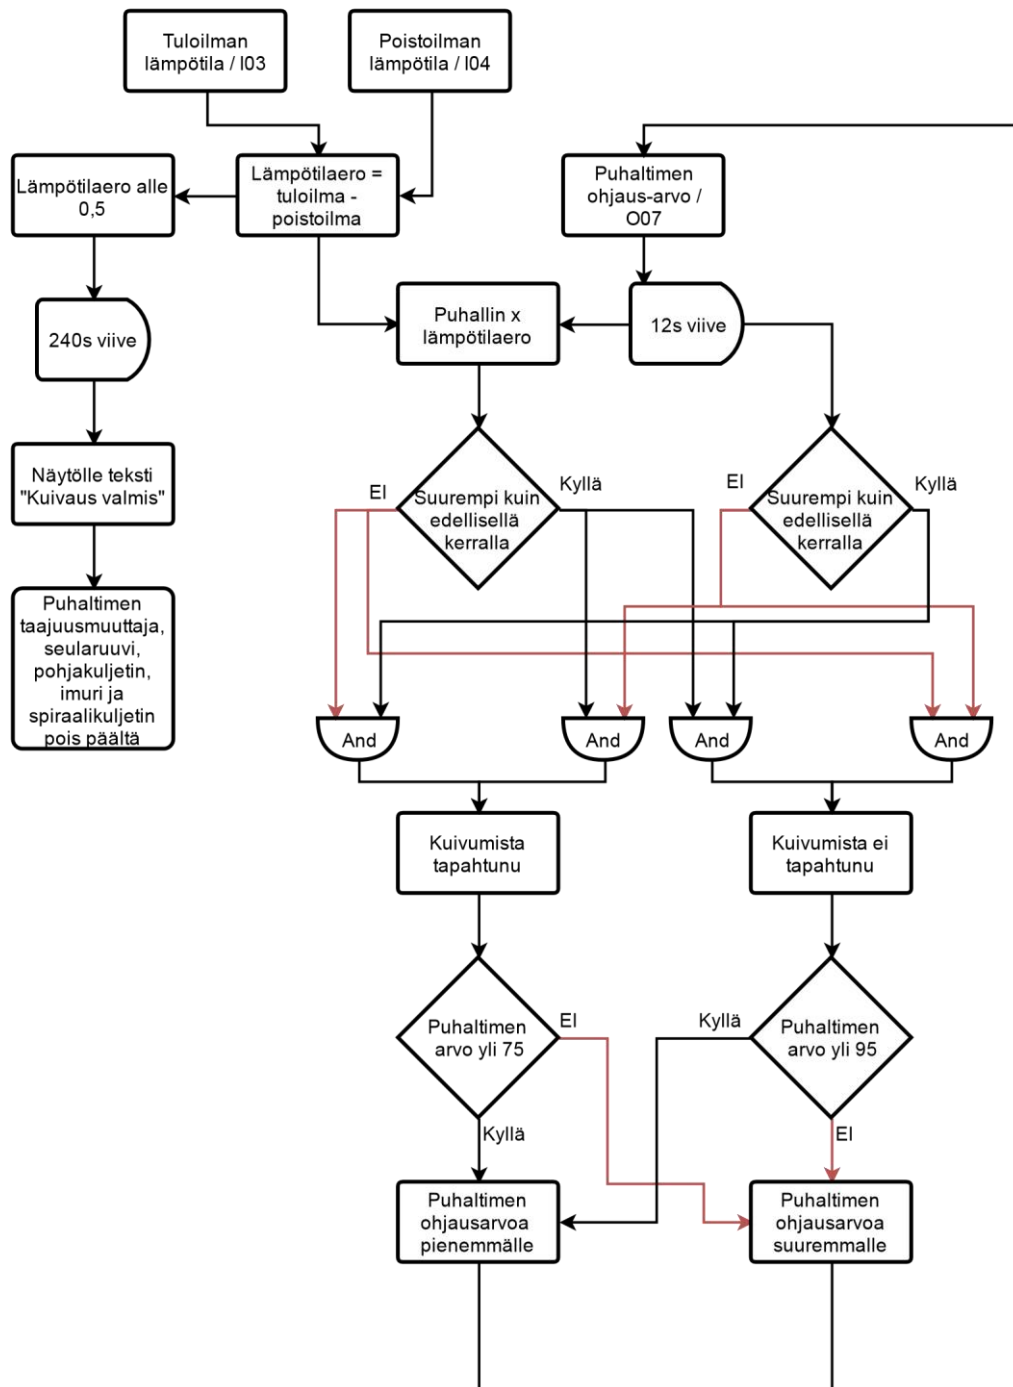 Tuloilman
lämpötila / I03
Poistoilman
lämpötila / I04
Lämpötilaero alle
0,5
Lämpötilaero =
tuloilma -
poistoilma
Puhaltimen
ohjaus-arvo /
O07
240s viive
Puhallin x
lämpötilaero
12s viive
Näytölle teksti
"Kuivaus valmis"
EI
Suurempi kuin
edellisellä
kerralla
Kyllä
EI
Suurempi kuin
edellisellä
kerralla
Kyllä
Puhaltimen
taajuusmuuttaja,
seularuuvi,
pohjakuljetin,
imuri ja
spiraalikuljetin
pois päältä
And
And
And
And
Kuivumista
tapahtunu
Kuivumista ei
tapahtunu
Puhaltimen
arvo yli 75
EI
Kyllä
Kyllä
Puhaltimen
arvo yli 95
EI
Puhaltimen
ohjausarvoa
pienemmälle
Puhaltimen
ohjausarvoa
suuremmalle